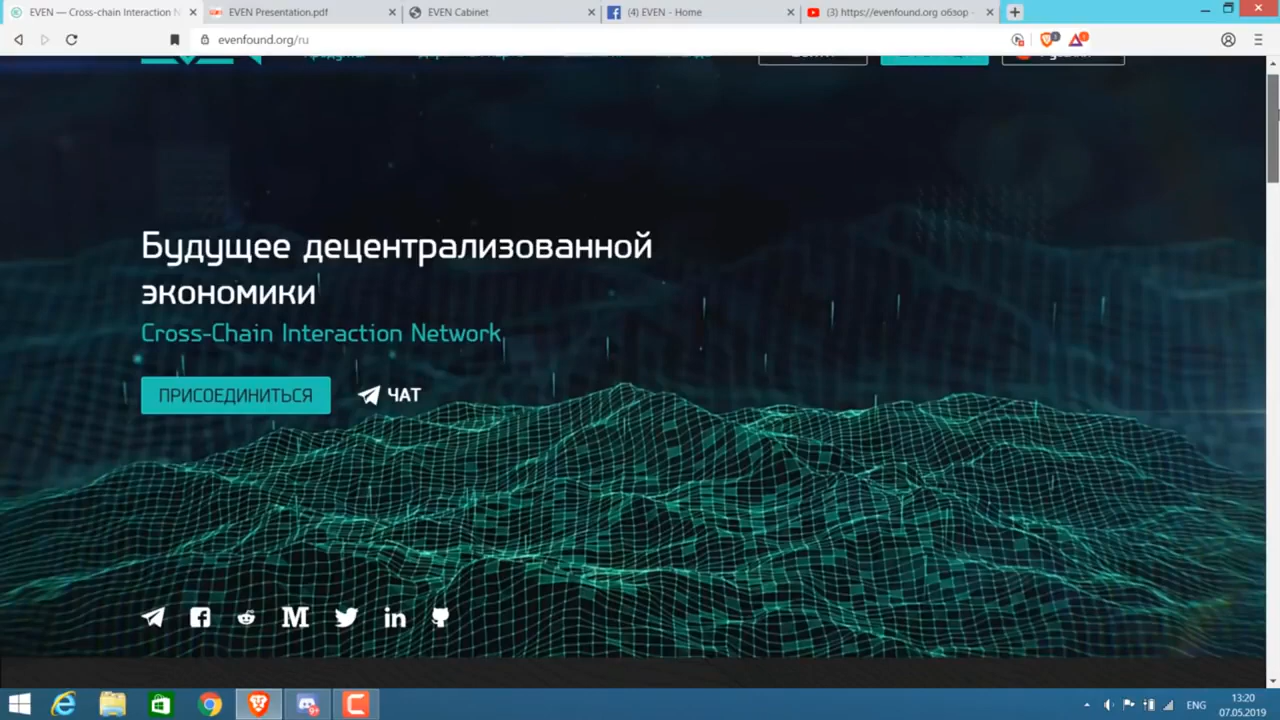 EVEN — Cross-chain Interaction N
EVEN Presentation.pdf
EVEN Cabinet
(4) EVEN - Home
(3) https://evenfound.org обзор -
evenfound.org/ru
Будущее децентрализованной
экономики
Cross-Chain Interaction Network
ПРИСОЕДИНИТЬСЯ
ЧАТ
ENG
13:20
07.05.2019